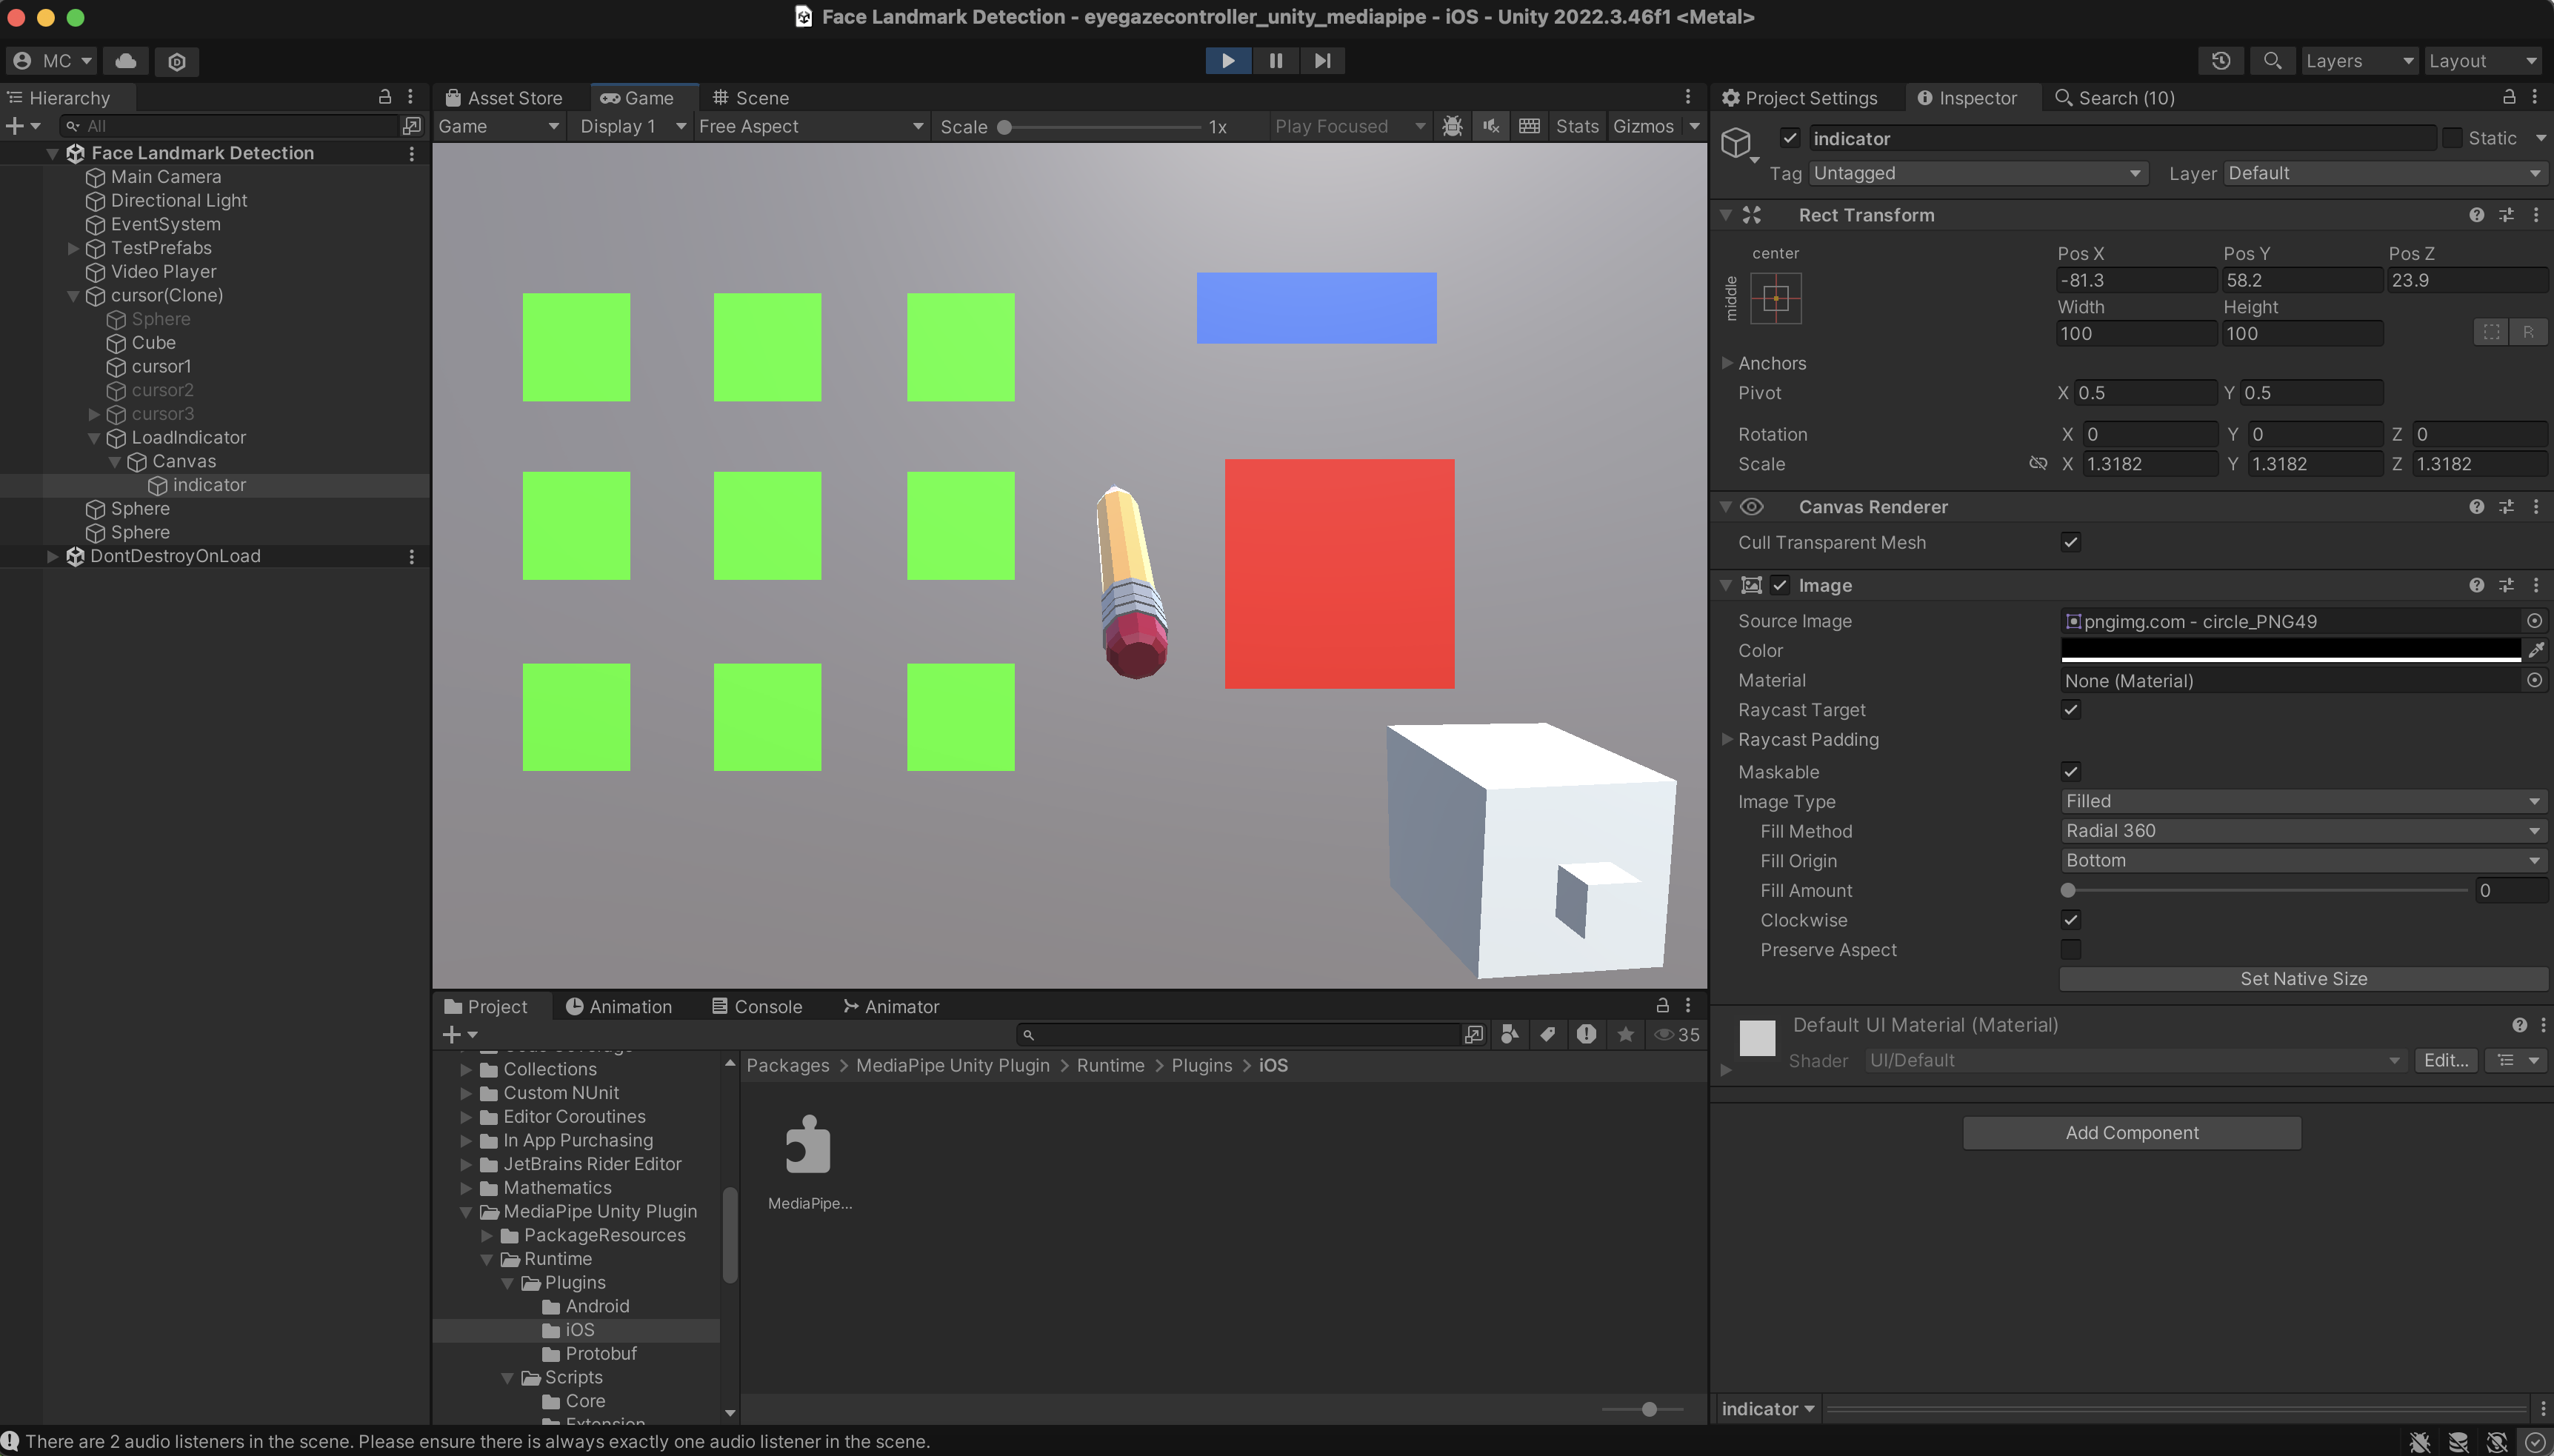 Face Landmark Detection - eyegazecontroller_unity_mediapipe - iOS - Unity 2022.3.46f1 <Metal>
MC
Layers
Layout
Hierarchy
All
Face Landmark Detection
Main Camera
Directional Light
EventSystem
TestPrefabs
Video Player
cursor(Clone)
Sphere
Cube
cursor1
cursor2
cursor3
LoadIndicator
Canvas
indicator
Sphere
Sphere
DontDestroyOnLoad
Asset Store
Game
Scene
Game
Display 1
Free Aspect
Scale
1x
Play Focused
Stats
Gizmos
Project
Animation
Console
Animator
35
Collections
Custom NUnit
Editor Coroutines
In App Purchasing
JetBrains Rider Editor
Mathematics
MediaPipe Unity Plugin
PackageResources
Runtime
Plugins
Android
iOS
Protobuf
Scripts
Core
Extension
Packages > MediaPipe Unity Plugin > Runtime > Plugins > iOS
MediaPipe...
Project Settings
Inspector
Search (10)
indicator
Static
Tag Untagged
Layer Default
Rect Transform
center
middle
Pos X Pos Y Pos Z
-81.3 58.2 23.9
Width Height
100 100
R
Anchors
Pivot X 0.5 Y 0.5
Rotation X 0 Y 0 Z 0
Scale X 1.3182 Y 1.3182 Z 1.3182
Canvas Renderer
Cull Transparent Mesh
Image
Source Image pngimg.com - circle_PNG49
Color
Material None (Material)
Raycast Target
Raycast Padding
Maskable
Image Type Filled
Fill Method Radial 360
Fill Origin Bottom
Fill Amount 0
Clockwise
Preserve Aspect
Set Native Size
Default UI Material (Material)
Shader UI/Default Edit...
Add Component
indicator
There are 2 audio listeners in the scene. Please ensure there is always exactly one audio listener in the scene.